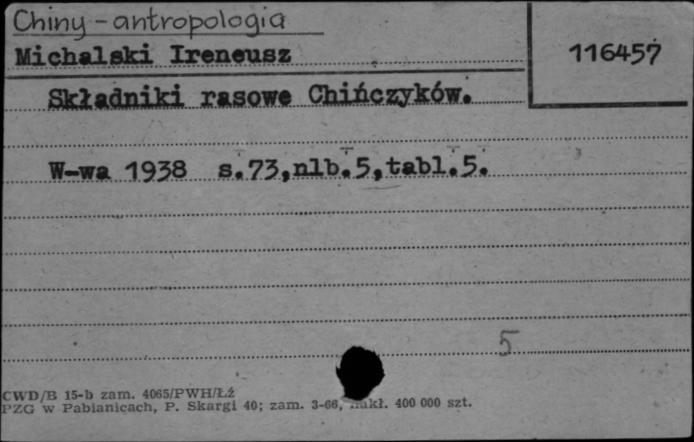 Chiny - antropologia
Michalski Ireneusz
116457
Składniki rasowe Chińczyków.
W-wa 1938 s.73,nlb.5,tabl.5.
5
CWD/B 15-b zam. 4065/PWH/Łź
PZG w Pabianicach, P. Skargi 40; zam. 3-66, 400 000 szt.